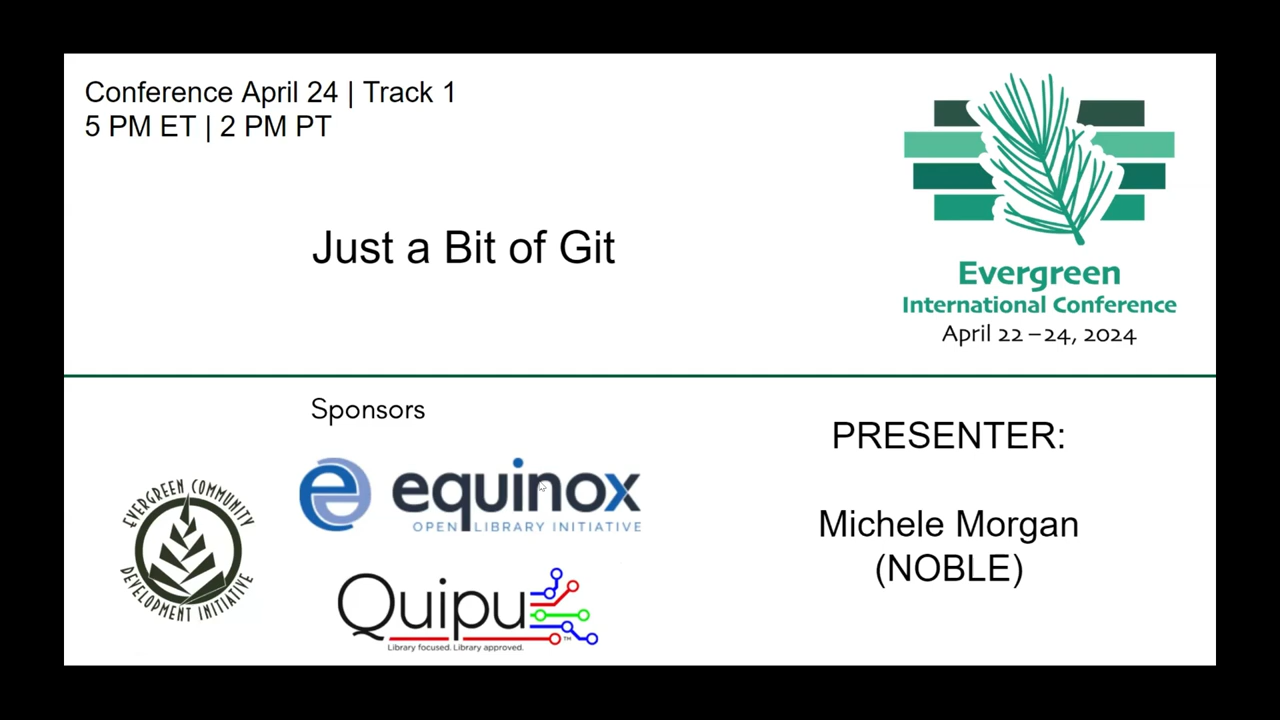 Conference April 24 | Track 1
5 PM ET | 2 PM PT
Just a Bit of Git
Evergreen
International Conference
April 22 – 24, 2024
Sponsors
EVERGREEN COMMUNITY
DEVELOPMENT INITIATIVE
equinox
OPEN LIBRARY INITIATIVE
Quipu
TM
Library focused. Library approved.
PRESENTER:
Michele Morgan
(NOBLE)